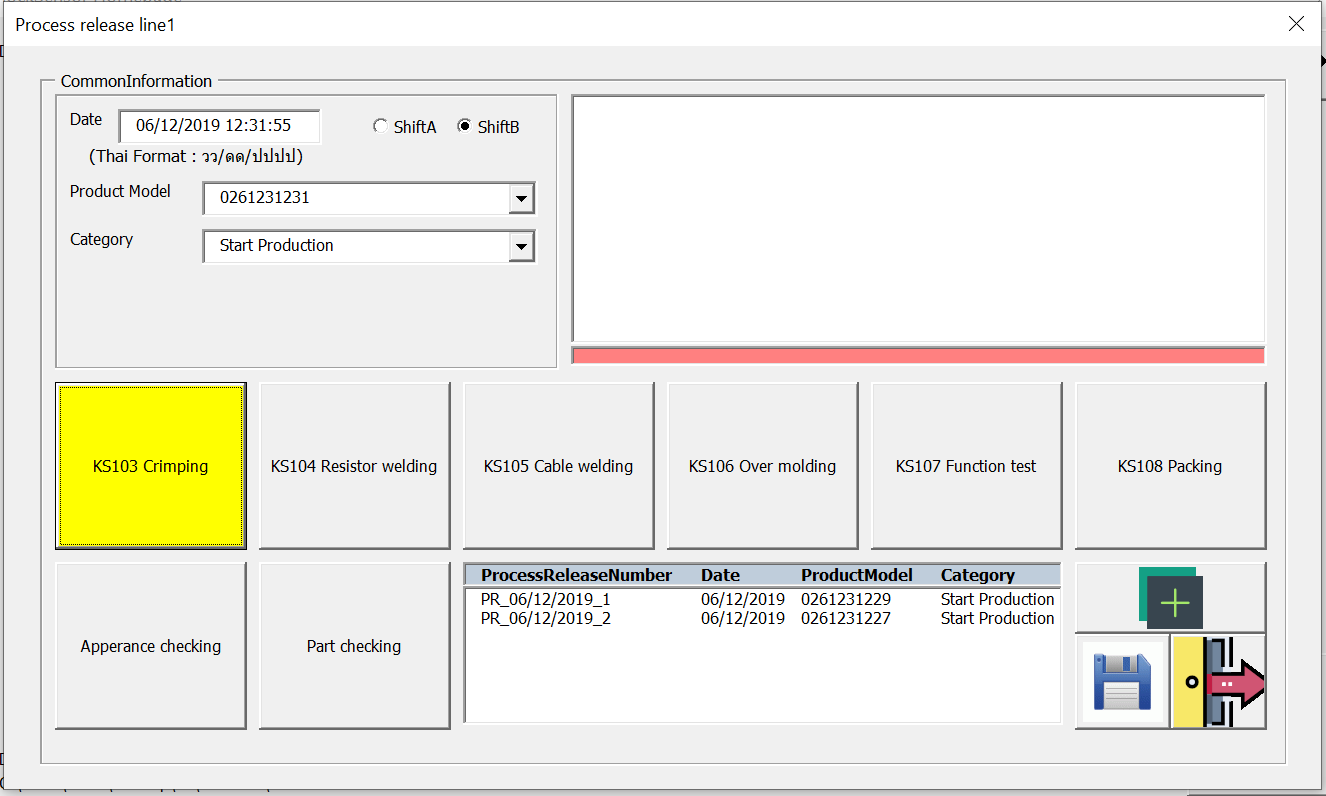 Process release line1
CommonInformation
Date 06/12/2019 12:31:55 ShiftA ShiftB
(Thai Format : วว/ดด/ปปปป)
Product Model 0261231231
Category Start Production
KS103 Crimping KS104 Resistor welding KS105 Cable welding KS106 Over molding KS107 Function test KS108 Packing
Apperance checking Part checking
ProcessReleaseNumber Date ProductModel Category
PR_06/12/2019_1 06/12/2019 0261231229 Start Production
PR_06/12/2019_2 06/12/2019 0261231227 Start Production